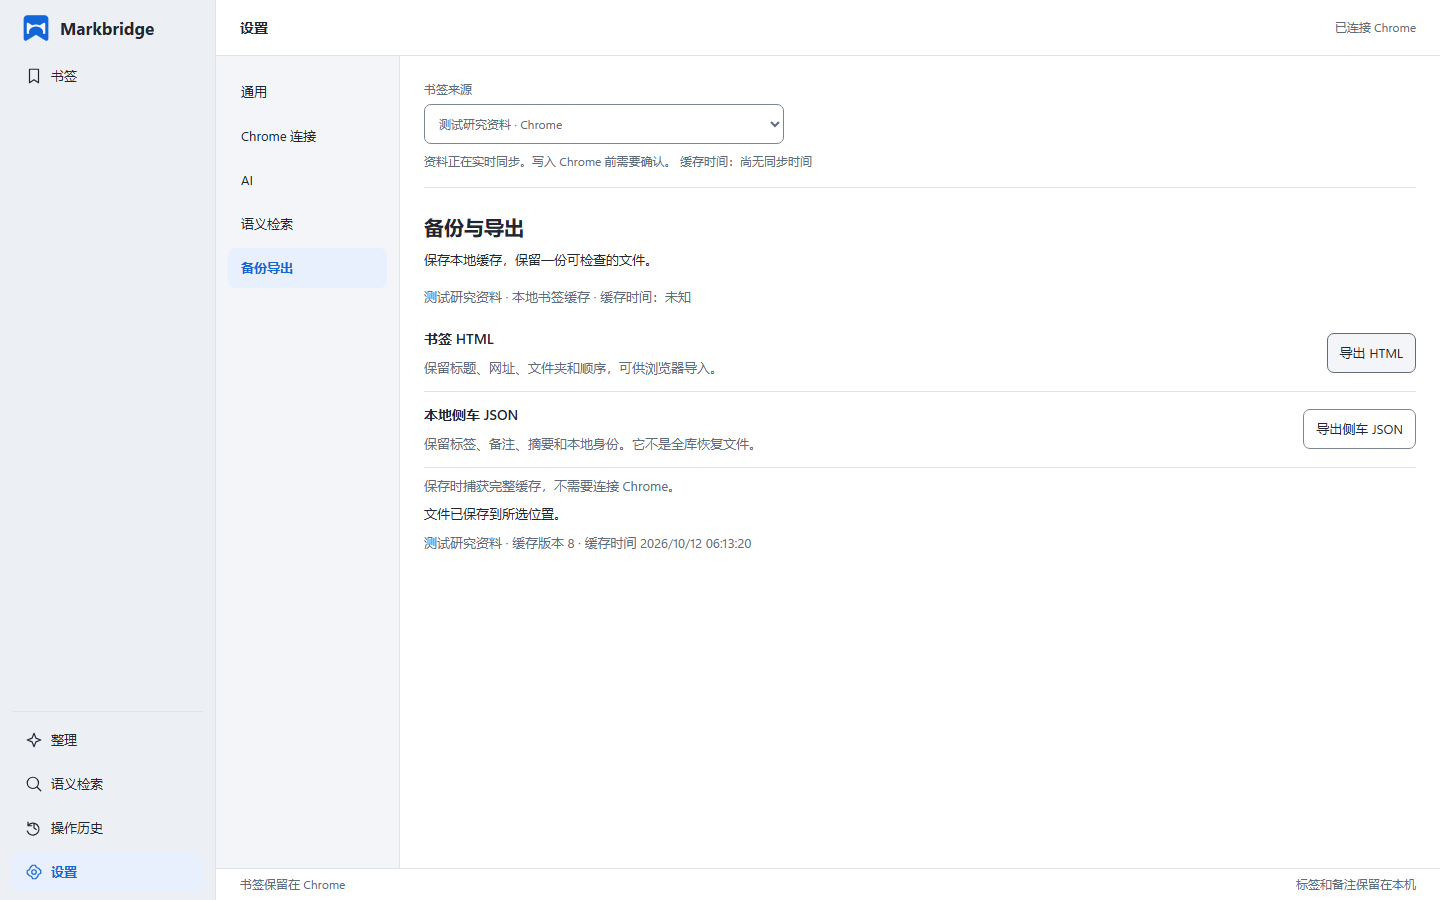 Markbridge
书签
整理
语义检索
操作历史
设置
设置
已连接 Chrome
通用
Chrome 连接
AI
语义检索
备份导出
书签来源
测试研究资料 · Chrome
资料正在实时同步。写入 Chrome 前需要确认。 缓存时间：尚无同步时间
备份与导出
保存本地缓存，保留一份可检查的文件。
测试研究资料 · 本地书签缓存 · 缓存时间：未知
书签 HTML
保留标题、网址、文件夹和顺序，可供浏览器导入。
导出 HTML
本地侧车 JSON
保留标签、备注、摘要和本地身份。它不是全库恢复文件。
导出侧车 JSON
保存时捕获完整缓存，不需要连接 Chrome。
文件已保存到所选位置。
测试研究资料 · 缓存版本 8 · 缓存时间 2026/10/12 06:13:20
书签保留在 Chrome
标签和备注保留在本机